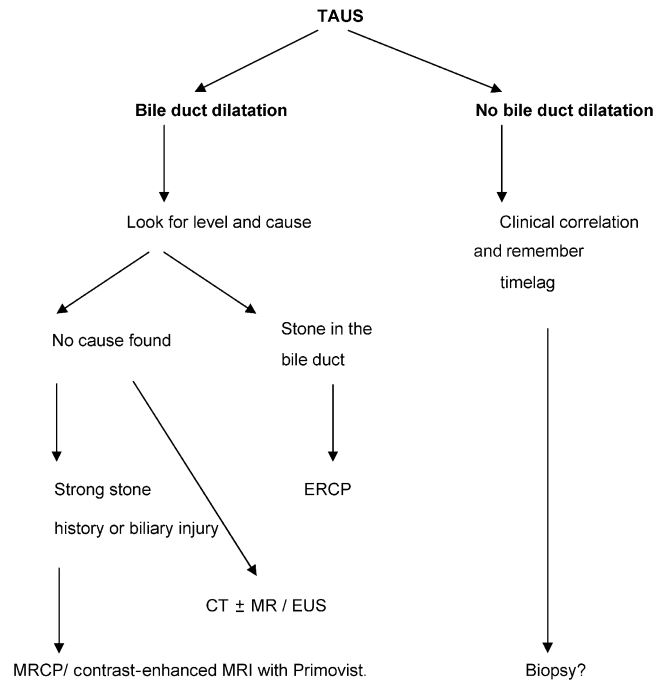 TAUS
Bile duct dilatation
No bile duct dilatation
Look for level and cause
Clinical correlation
and remember
timelag
No cause found
Stone in the
bile duct
Strong stone
history or biliary injury
ERCP
CT ± MR / EUS
MRCP/ contrast-enhanced MRI with Primovist.
Biopsy?